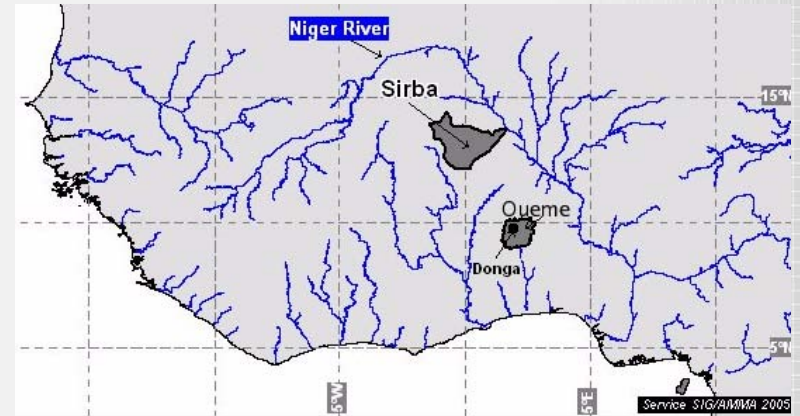 Niger River
15°N
Sirba
Oueme
Donga
5°N
5°W
5°E
Service SIG/AMMA 2005